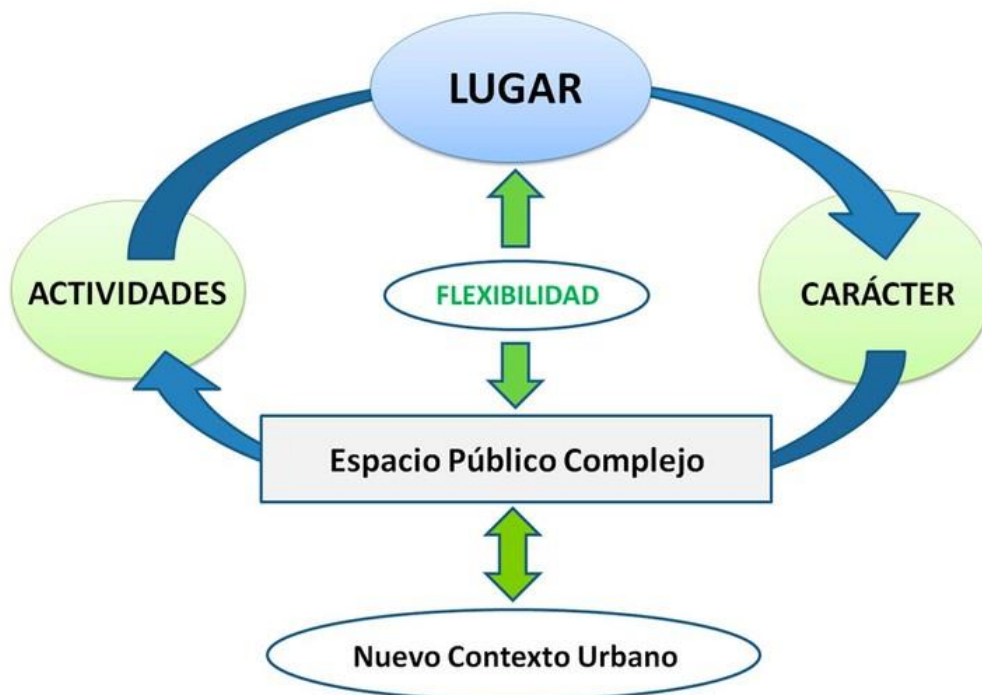 LUGAR
ACTIVIDADES
FLEXIBILIDAD
CARÁCTER
Espacio Público Complejo
Nuevo Contexto Urbano